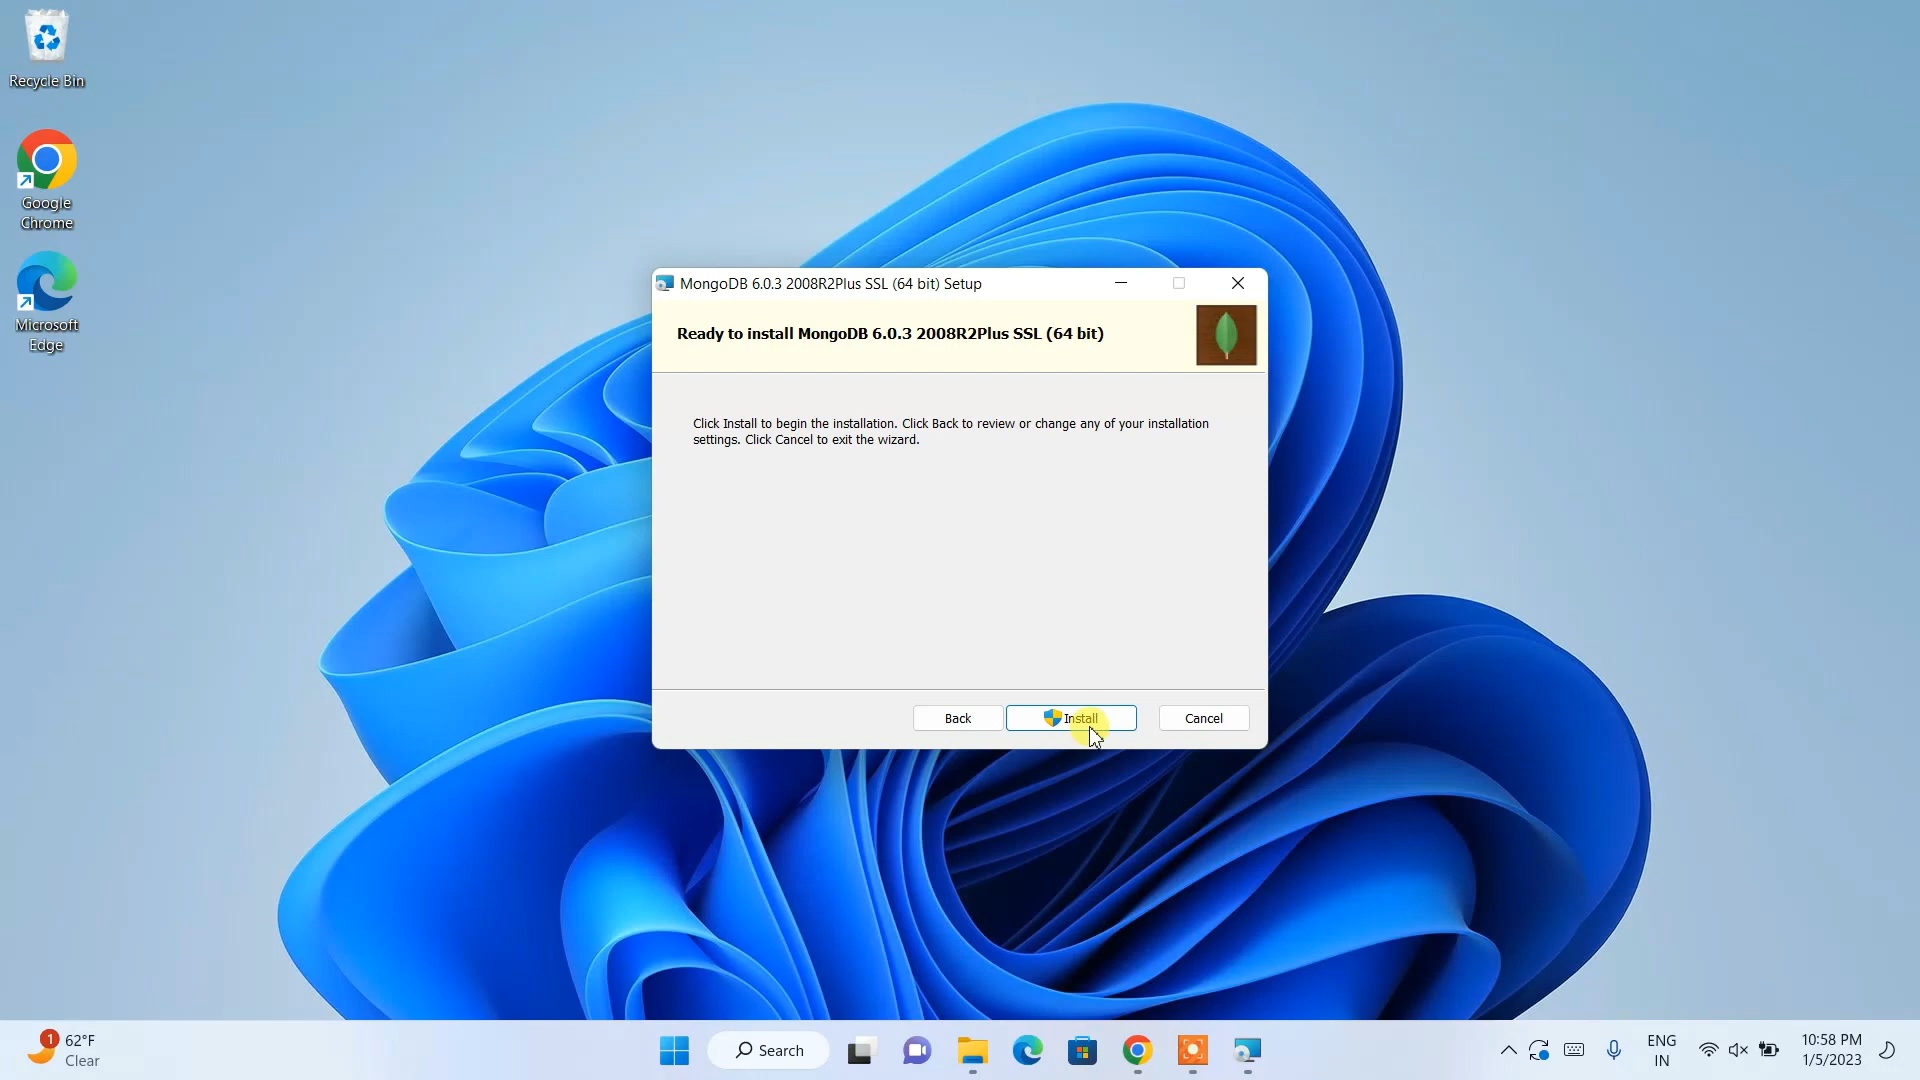 Recycle Bin
Google
Chrome
Microsoft
Edge
MongoDB 6.0.3 2008R2Plus SSL (64 bit) Setup
Ready to install MongoDB 6.0.3 2008R2Plus SSL (64 bit)
Click Install to begin the installation. Click Back to review or change any of your installation
settings. Click Cancel to exit the wizard.
Back
Install
Cancel
1
62°F
Clear
Search
ENG
IN
10:58 PM
1/5/2023